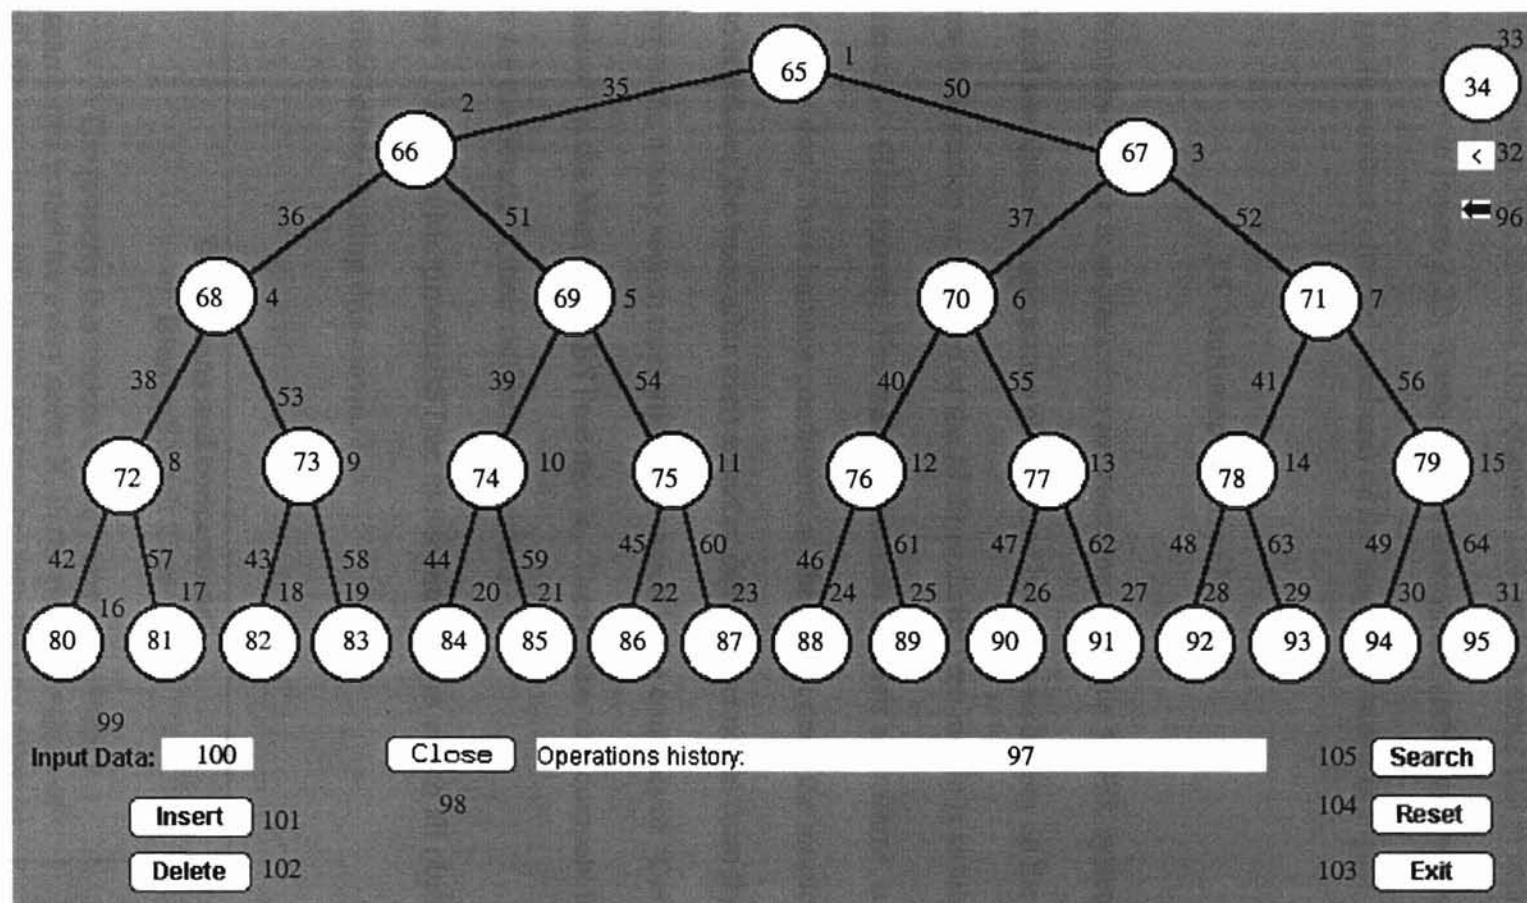 65 1 33
35 50 34
2
66 67 3 < 32
36 51 37 52 96
68 4 69 5 70 6 71 7
38 53 39 54 40 55 41 56
72 8 73 9 74 10 75 11 76 12 77 13 78 14 79 15
42 57 43 58 44 59 45 60 46 61 47 62 48 63 49 64
16 17 18 19 20 21 22 23 24 25 26 27 28 29 30 31
80 81 82 83 84 85 86 87 88 89 90 91 92 93 94 95
99
Input Data: 100 Close Operations history: 97 105 Search
98
Insert 101 104 Reset
Delete 102 103 Exit